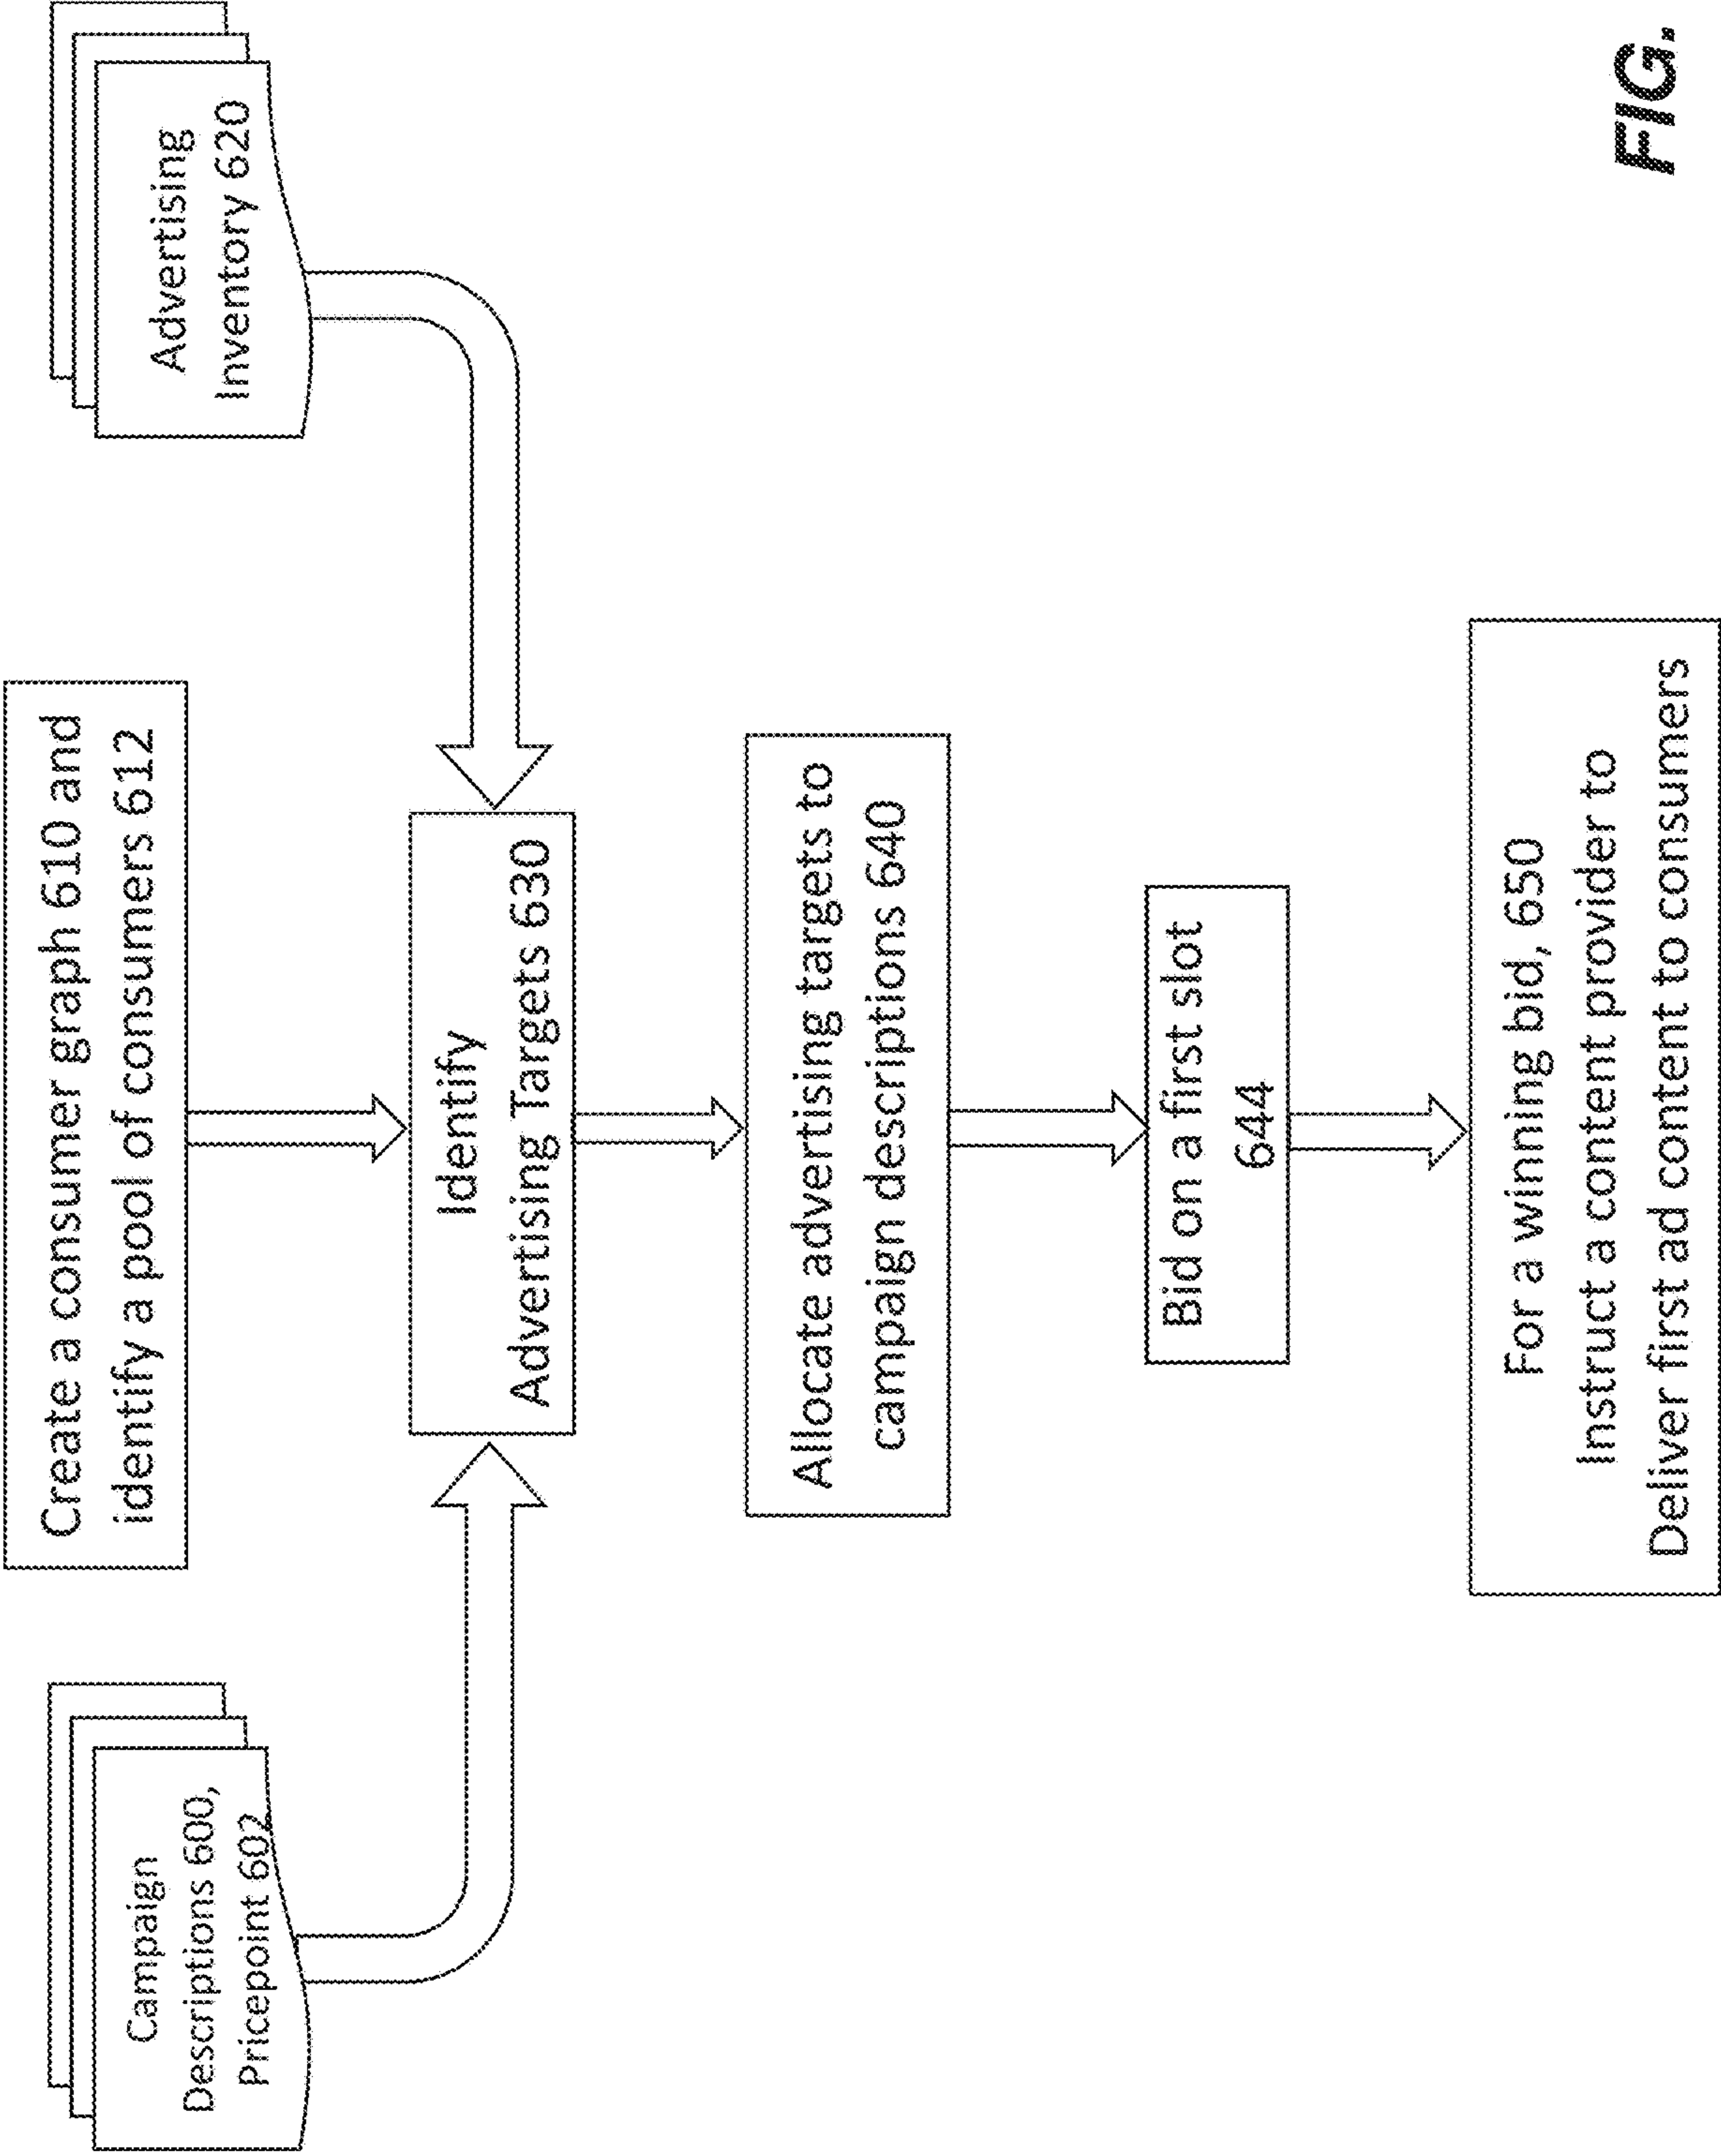 Create a consumer graph 610 and
identify a pool of consumers 612
Campaign
Descriptions 600,
Pricepoint 602
Advertising
Inventory 620
Identify
Advertising Targets 630
Allocate advertising targets to
campaign descriptions 640
Bid on a first slot
644
For a winning bid, 650
Instruct a content provider to
Deliver first ad content to consumers
FIG.